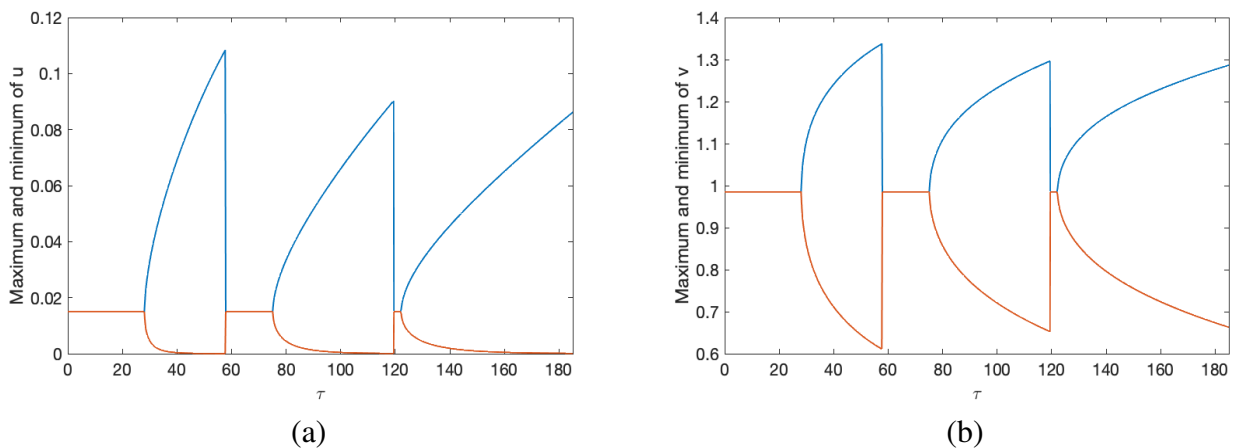 Maximum and minimum of u
0.12
0.1
0.08
0.06
0.04
0.02
0
0 20 40 60 80 100 120 140 160 180
τ
(a)
Maximum and minimum of v
1.4
1.3
1.2
1.1
1
0.9
0.8
0.7
0.6
0 20 40 60 80 100 120 140 160 180
τ
(b)